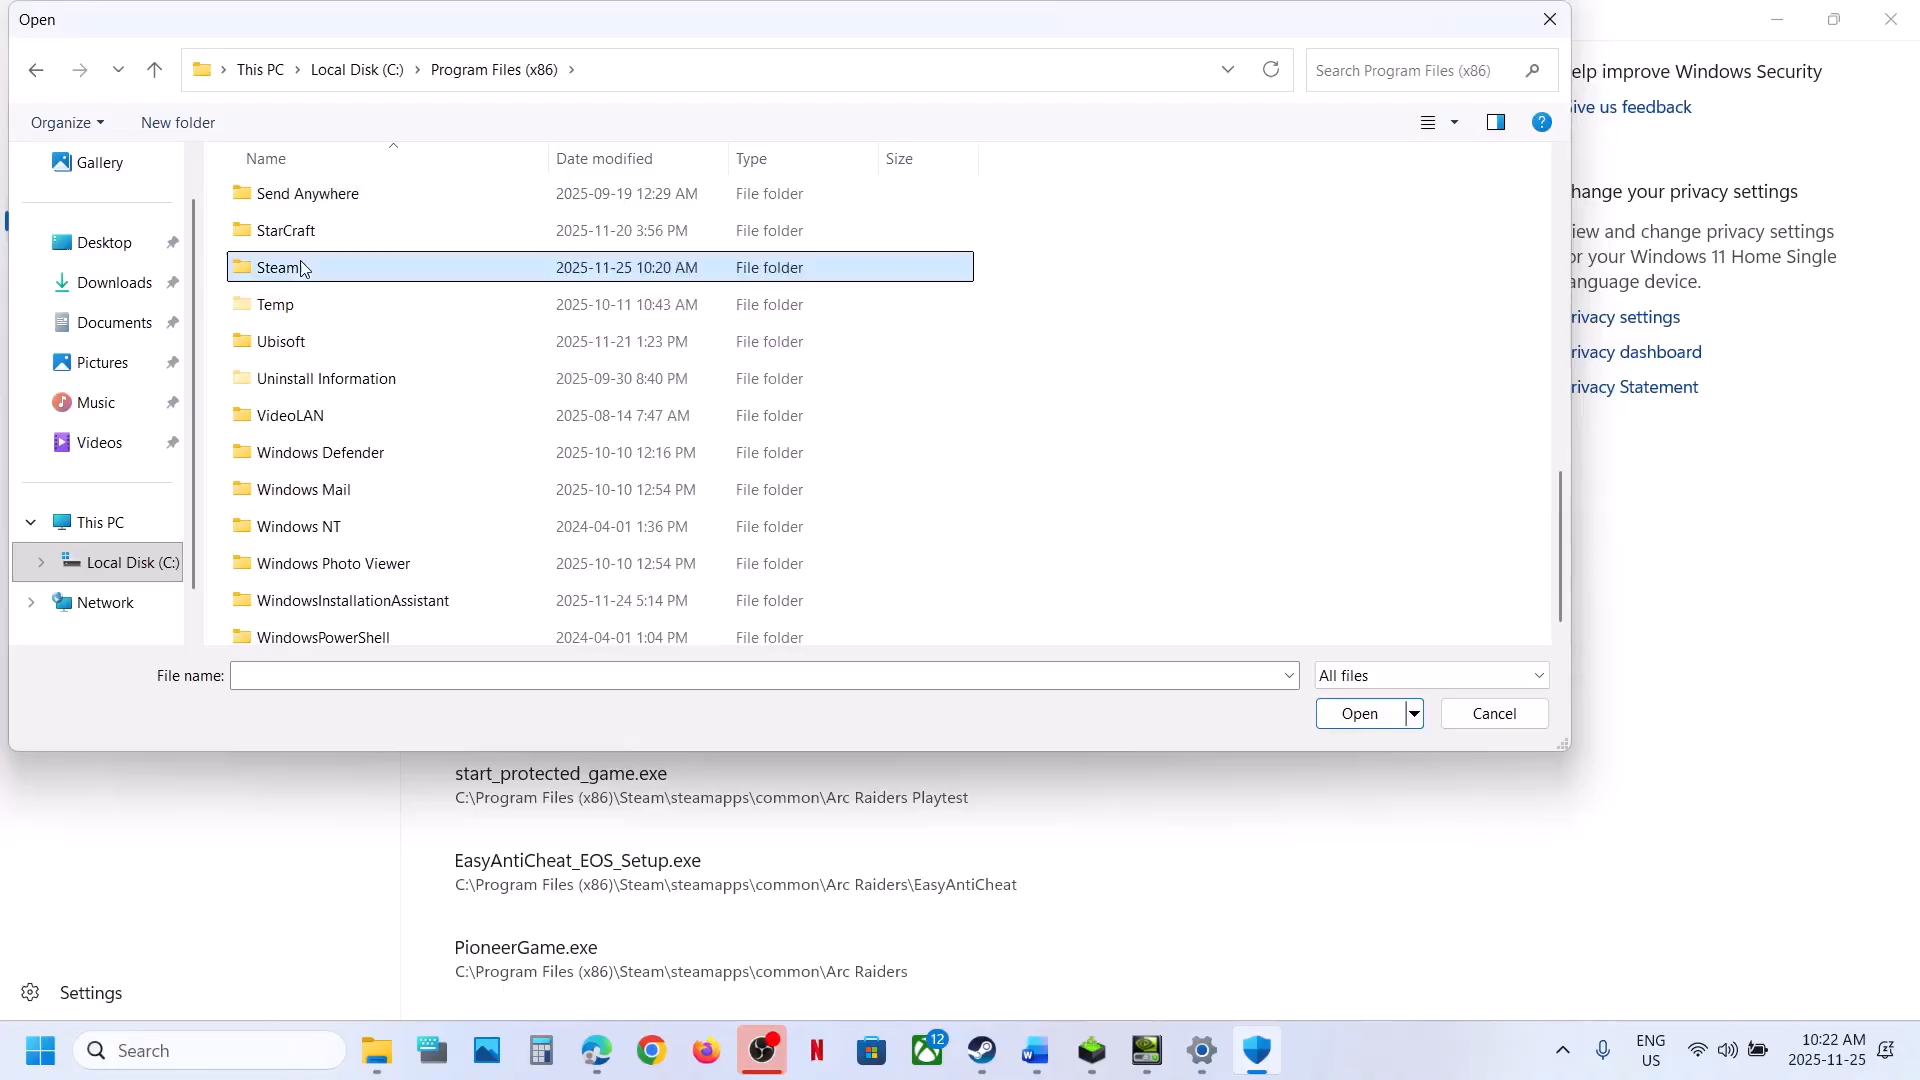 Open
This PC > Local Disk (C:) > Program Files (x86) >
Search Program Files (x86)
Organize
New folder
Name
Date modified
Type
Size
Gallery
Desktop
Downloads
Documents
Pictures
Music
Videos
This PC
Local Disk (C:)
Network
Send Anywhere 2025-09-19 12:29 AM File folder
StarCraft 2025-11-20 3:56 PM File folder
Steam 2025-11-25 10:20 AM File folder
Temp 2025-10-11 10:43 AM File folder
Ubisoft 2025-11-21 1:23 PM File folder
Uninstall Information 2025-09-30 8:40 PM File folder
VideoLAN 2025-08-14 7:47 AM File folder
Windows Defender 2025-10-10 12:16 PM File folder
Windows Mail 2025-10-10 12:54 PM File folder
Windows NT 2024-04-01 1:36 PM File folder
Windows Photo Viewer 2025-10-10 12:54 PM File folder
WindowsInstallationAssistant 2025-11-24 5:14 PM File folder
WindowsPowerShell 2024-04-01 1:04 PM File folder
File name:
All files
Open
Cancel
elp improve Windows Security
ive us feedback
hange your privacy settings
iew and change privacy settings
or your Windows 11 Home Single
anguage device.
rivacy settings
rivacy dashboard
rivacy Statement
start_protected_game.exe
C:\Program Files (x86)\Steam\steamapps\common\Arc Raiders Playtest
EasyAntiCheat_EOS_Setup.exe
C:\Program Files (x86)\Steam\steamapps\common\Arc Raiders\EasyAntiCheat
PioneerGame.exe
C:\Program Files (x86)\Steam\steamapps\common\Arc Raiders
Settings
Search
12
ENG
US
10:22 AM
2025-11-25